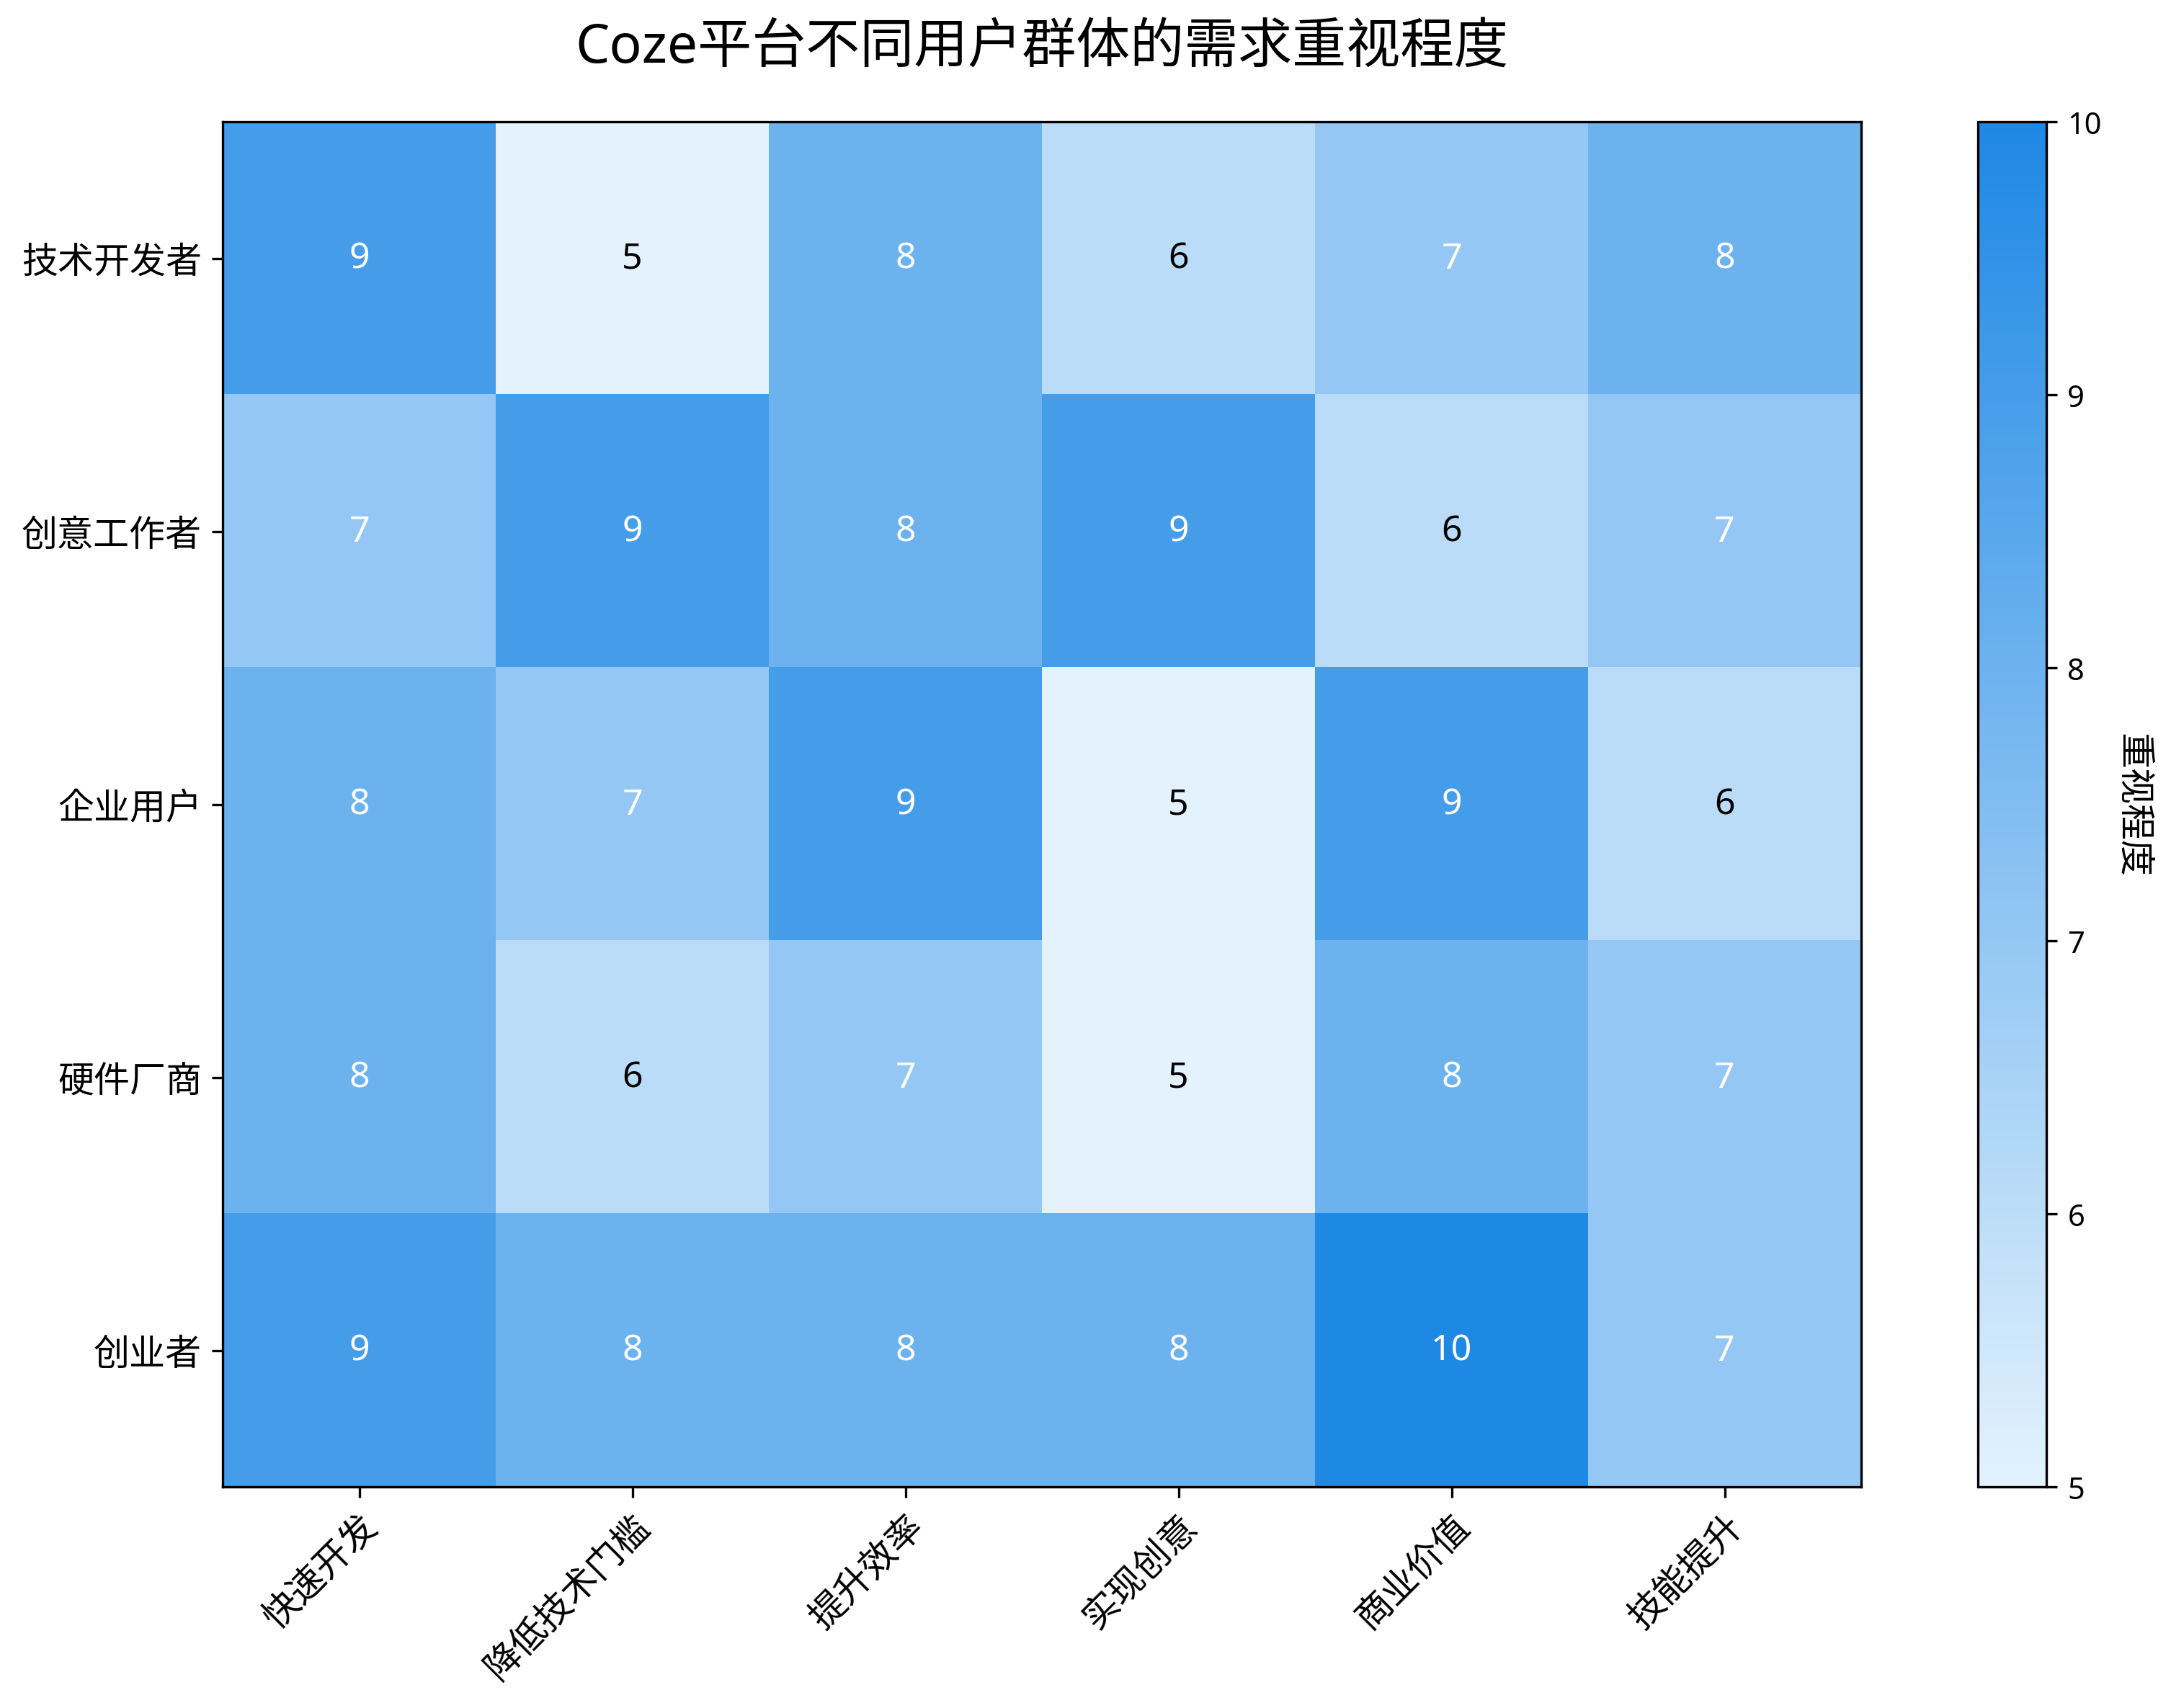 Coze平台不同用户群体的需求重视程度
技术开发者 9 5 8 6 7 8
创意工作者 7 9 8 9 6 7
企业用户 8 7 9 5 9 6
硬件厂商 8 6 7 5 8 7
创业者 9 8 8 8 10 7
快速开发 降低技术门槛 提升效率 实现创意 商业价值 技能提升
10
9
8
7
6
5
重视程度